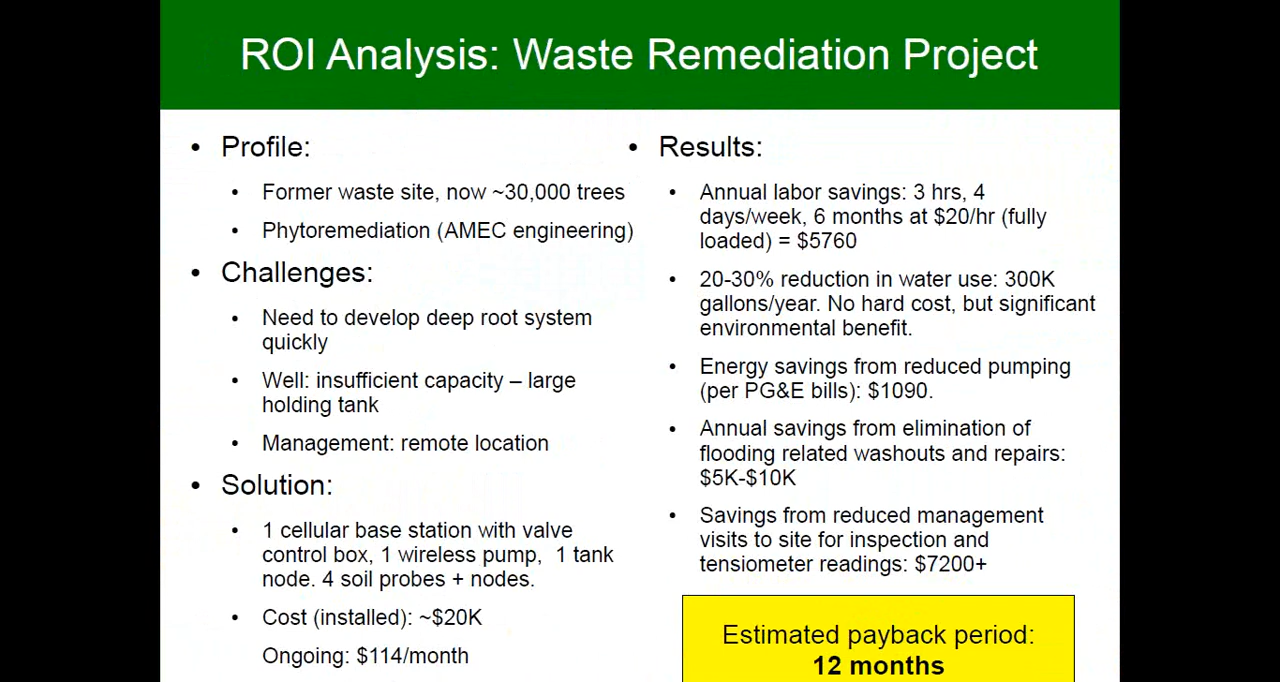 ROI Analysis: Waste Remediation Project
• Profile:
• Former waste site, now ~30,000 trees
• Phytoremediation (AMEC engineering)
• Challenges:
• Need to develop deep root system
quickly
• Well: insufficient capacity – large
holding tank
• Management: remote location
• Solution:
• 1 cellular base station with valve
control box, 1 wireless pump, 1 tank
node. 4 soil probes + nodes.
• Cost (installed): ~$20K
Ongoing: $114/month
• Results:
• Annual labor savings: 3 hrs, 4
days/week, 6 months at $20/hr (fully
loaded) = $5760
• 20-30% reduction in water use: 300K
gallons/year. No hard cost, but significant
environmental benefit.
• Energy savings from reduced pumping
(per PG&E bills): $1090.
• Annual savings from elimination of
flooding related washouts and repairs:
$5K-$10K
• Savings from reduced management
visits to site for inspection and
tensiometer readings: $7200+
Estimated payback period:
12 months